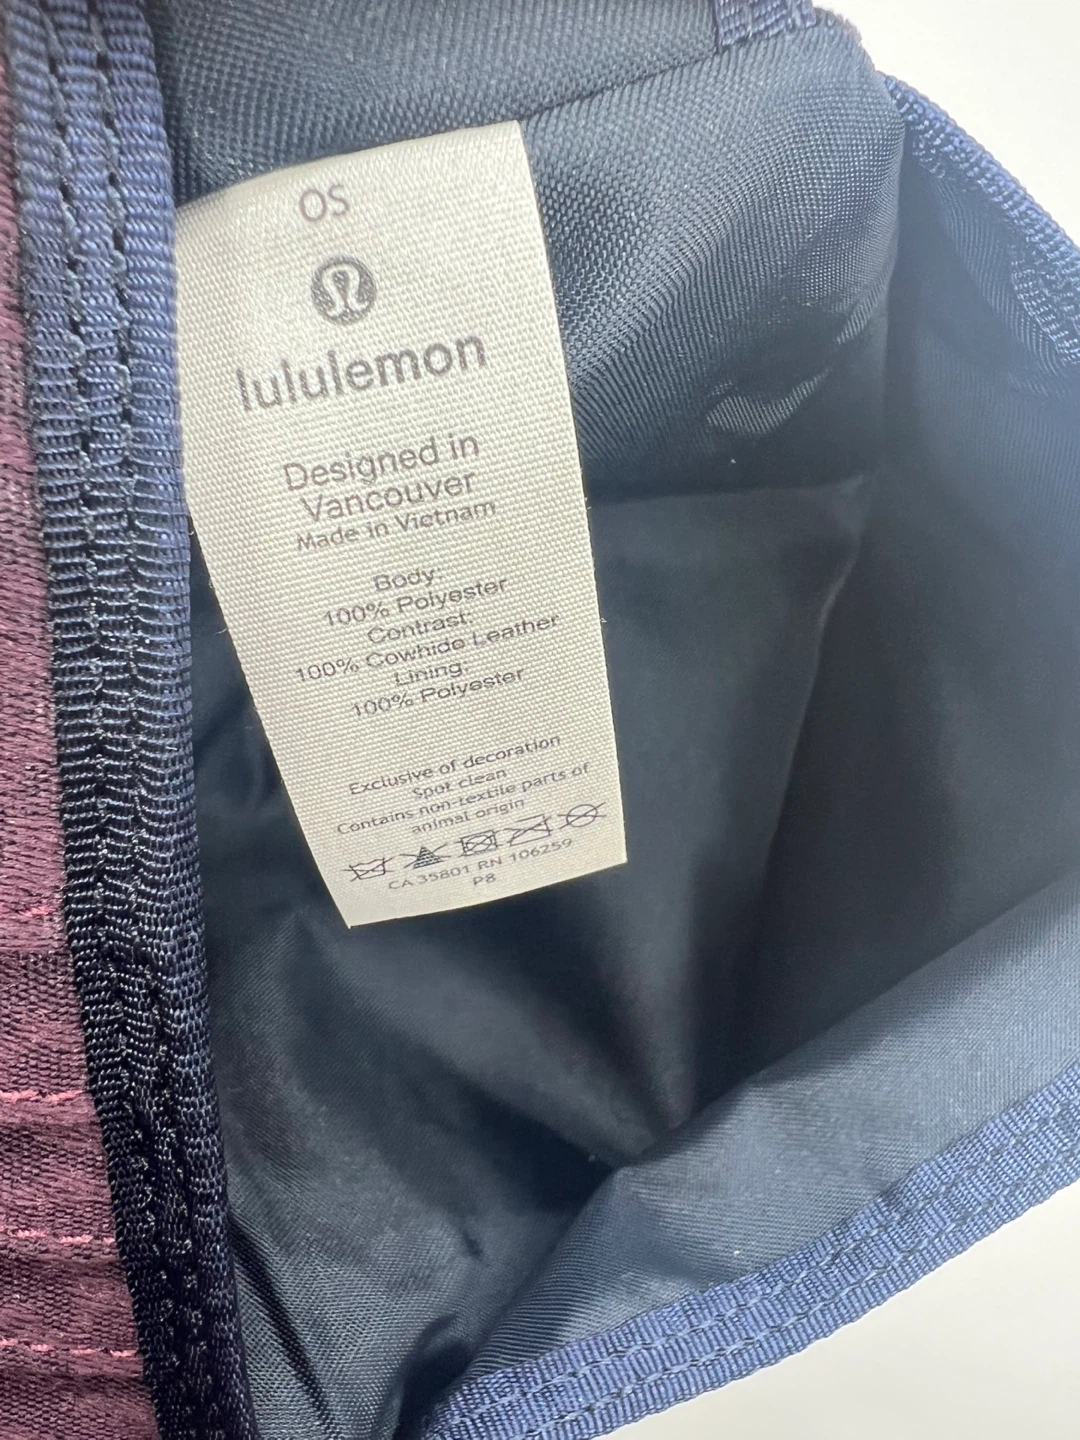 OS
lululemon
Designed in
Vancouver
Made in Vietnam
Body:
100% Polyester
Contrast:
100% Cowhide Leather
Lining:
100% Polyester
Exclusive of decoration
Spot clean
Contains non-textile parts of
animal origin
CA 35801 RN 106259
P8